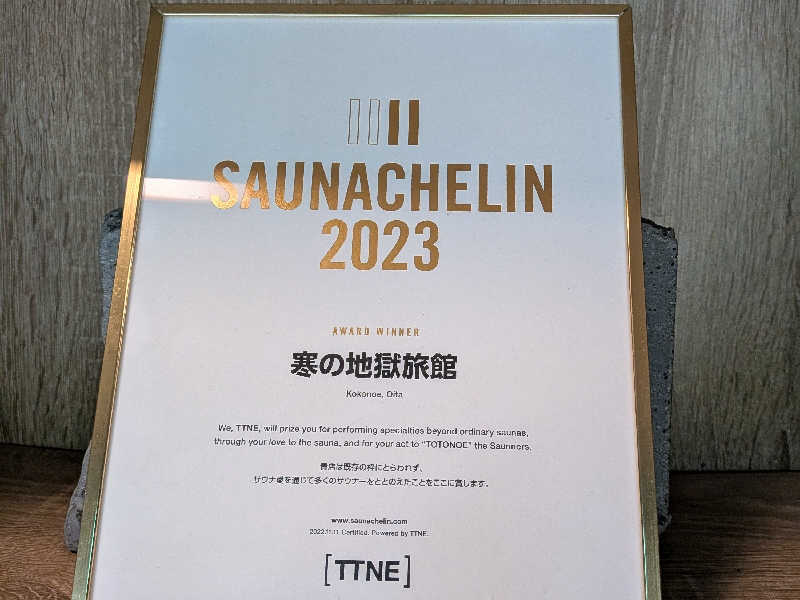 SAUNACHELIN
2023
AWARD WINNER
寒の地獄旅館
Kokonoe, Oita
We, TTNE, will prize you for performing specialties beyond ordinary saunas,
through your love to the sauna, and for your act to "TOTONOE" the Saunners.
貴店は既存の枠にとらわれず、
サウナ愛を通じて多くのサウナーをととのえたことをここに賞します。
www.saunachelin.com
2022.11.11 Certified. Powered by TTNE.
[TTNE]